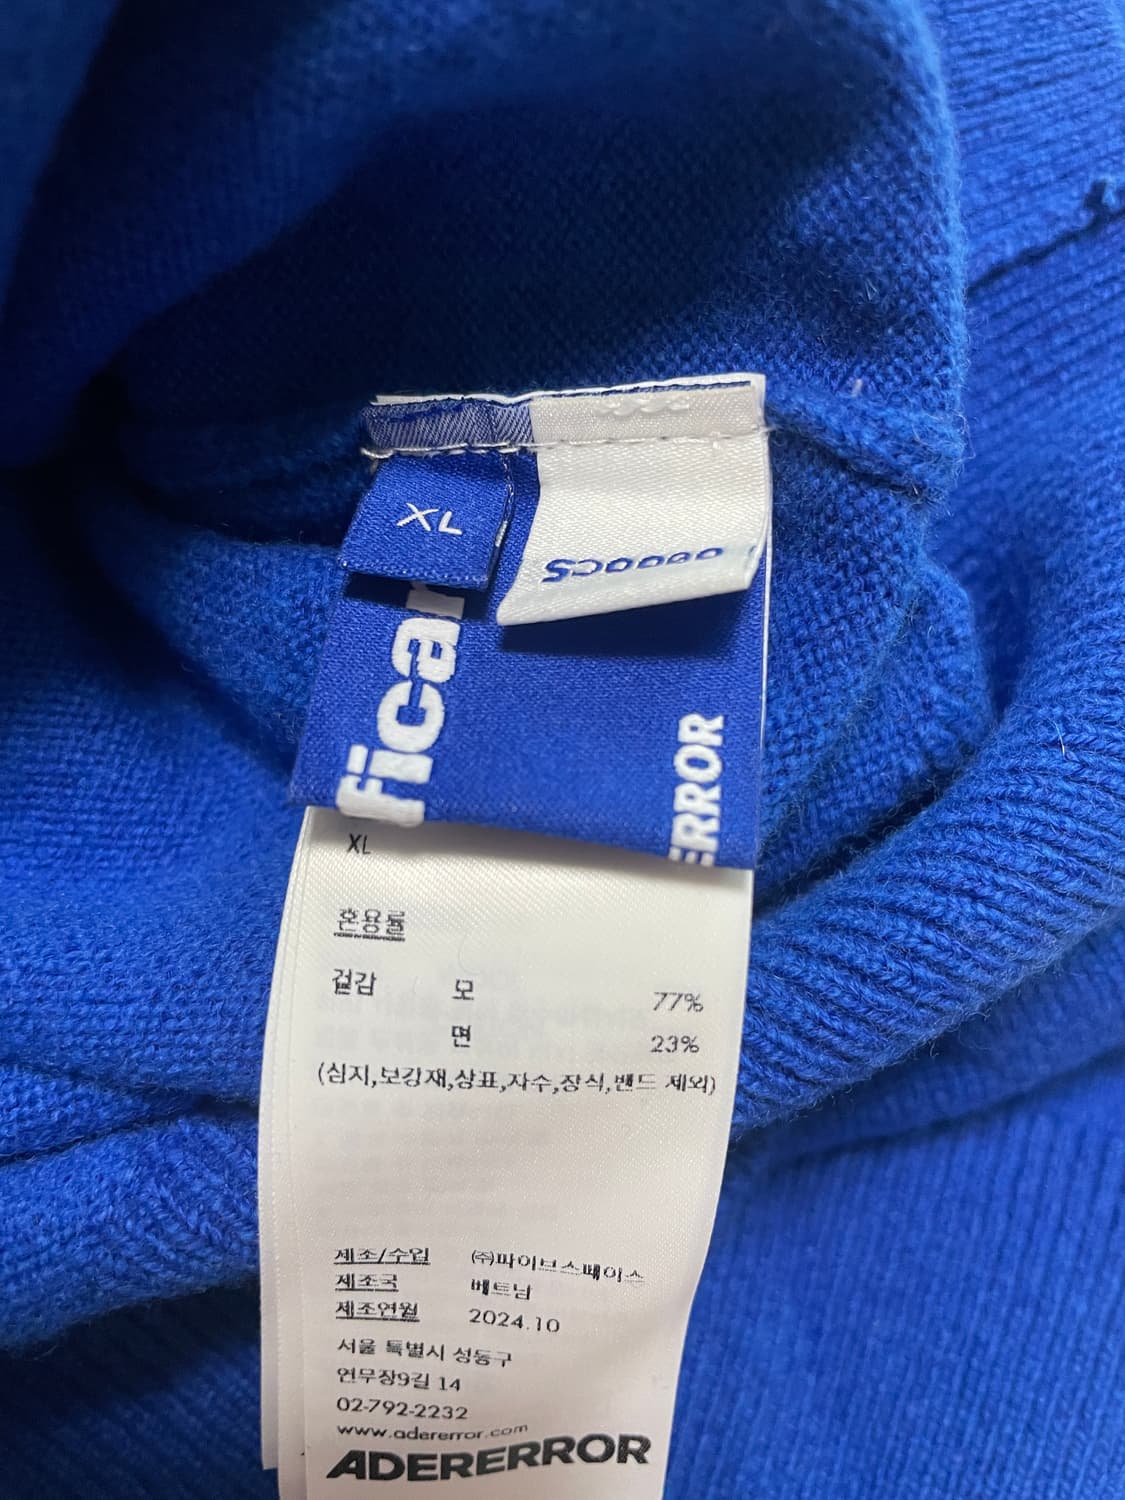 XL
fica
ERROR
XL
혼용률
겉감 모 77%
면 23%
(심지,보강재,상표,자수,장식,밴드 제외)
제조/수입 (주)파이브스페이스
제조국 베트남
제조연월 2024.10
서울 특별시 성동구
연무장9길 14
02-792-2232
www.adererror.com
ADERERROR